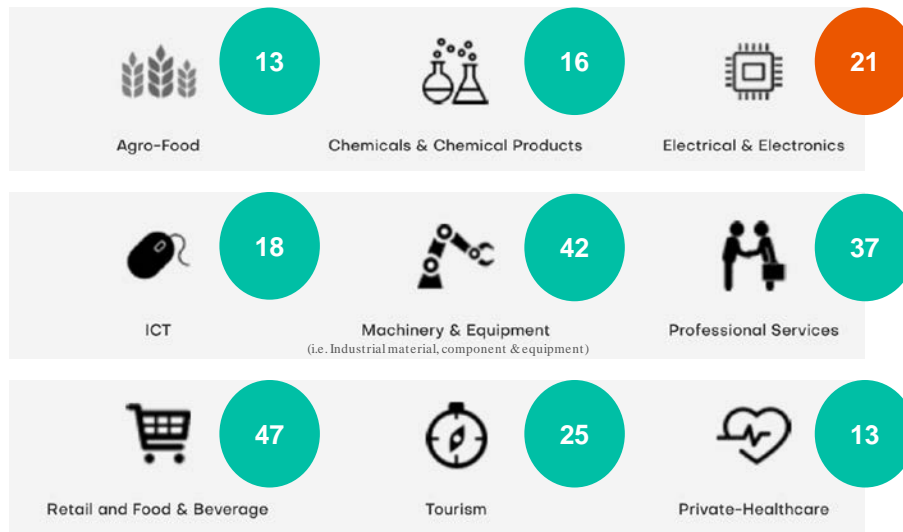 13
16
21
Agro-Food
Chemicals & Chemical Products
Electrical & Electronics
18
42
37
ICT
Machinery & Equipment
(i.e. Industrial material, component & equipment)
Professional Services
47
25
13
Retail and Food & Beverage
Tourism
Private-Healthcare